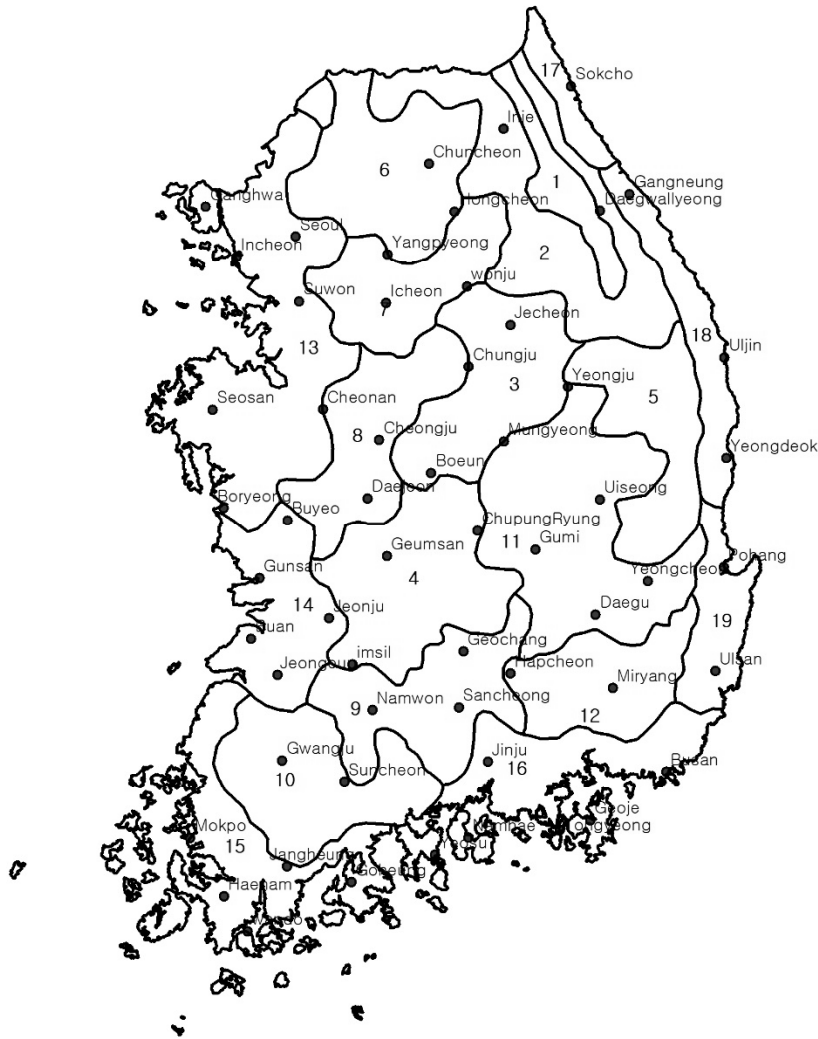 17
Sokcho
Inje
Chuncheon
6
1
Gangneung
Ganghwa
Hongcheon
Daegwallyeong
Seoul
Incheon
Yangpyeong
2
wonju
Suwon
Icheon
7
Jecheon
18
13
Uljin
Chungju
3
Yeongju
5
Seosan
Cheonan
8
Cheongju
Mungyeong
Yeongdeok
Boeun
Boryeong
Daejeon
Uiseong
Buyeo
ChupungRyung
11
Gumi
Geumsan
Pohang
4
Gunsan
Yeongcheon
14
Jeonju
Daegu
19
Buan
imsil
Geochang
Jeongeup
Hapcheon
Miryang
Ulsan
9
Namwon
Sancheong
12
Gwangju
Jinju
16
Busan
10
Suncheon
Geoje
Mokpo
Namhae
Tongyeong
15
Yeosu
Jangheung
Goheung
Haenam
Wando